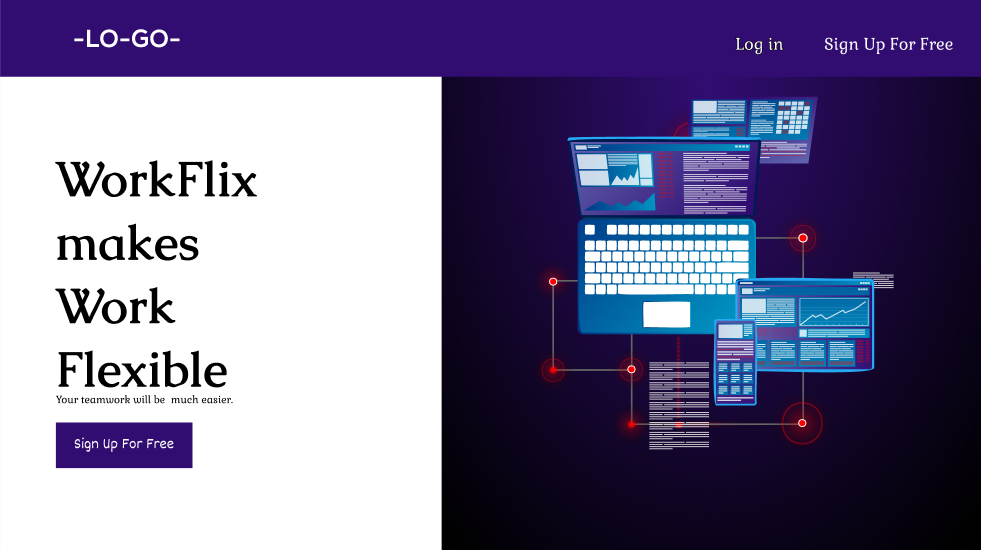 -LO-GO-
Log in
Sign Up For Free
WorkFlix
makes
Work
Flexible
Your teamwork will be  much easier.
Sign Up For Free